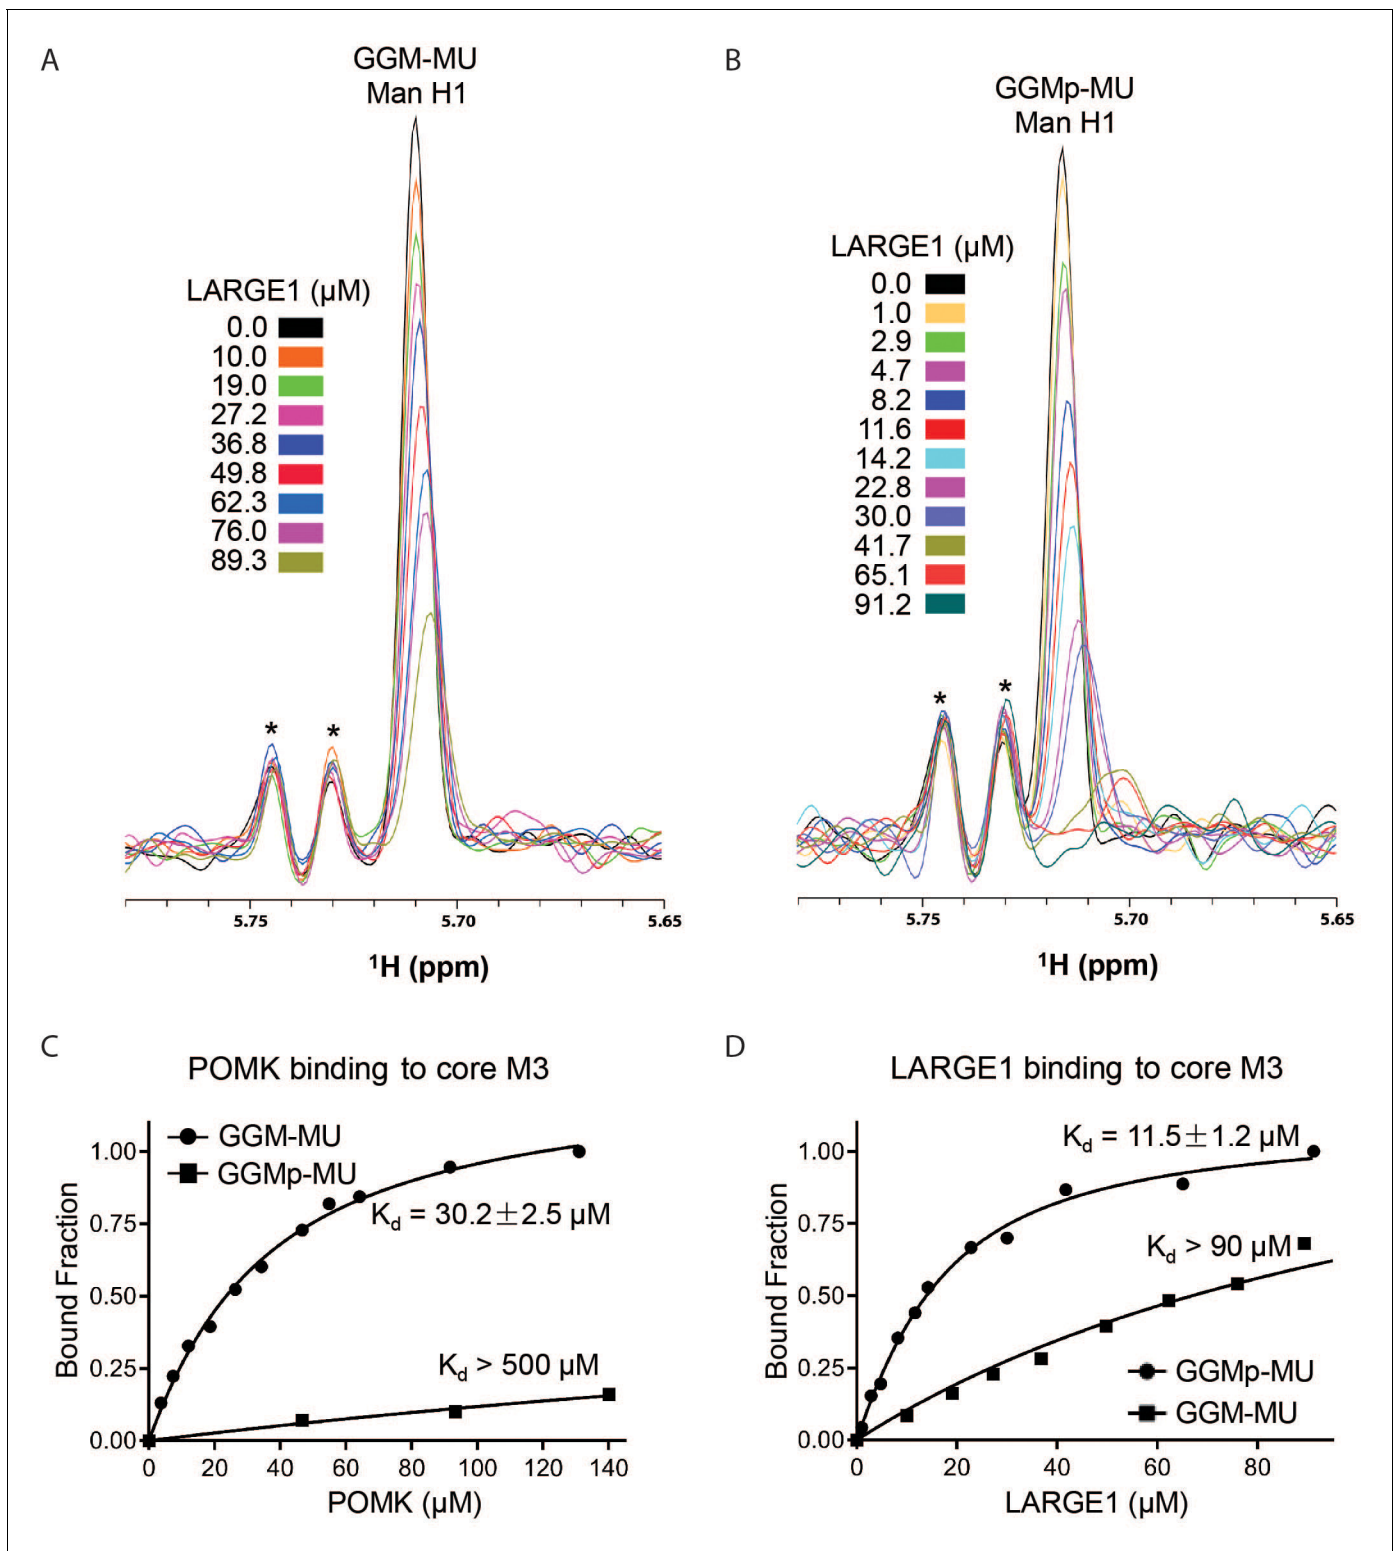 A
GGM-MU
Man H1
LARGE1 (µM)
0.0
10.0
19.0
27.2
36.8
49.8
62.3
76.0
89.3
* *
5.75 5.70 5.65
¹H (ppm)
B
GGMp-MU
Man H1
LARGE1 (µM)
0.0
1.0
2.9
4.7
8.2
11.6
14.2
22.8
30.0
41.7
65.1
91.2
* *
5.75 5.70 5.65
¹H (ppm)
C
POMK binding to core M3
GGM-MU
GGMp-MU
Kd = 30.2±2.5 µM
Kd > 500 µM
Bound Fraction
1.00
0.75
0.50
0.25
0.00
0 20 40 60 80 100 120 140
POMK (µM)
D
LARGE1 binding to core M3
Kd = 11.5±1.2 µM
Kd > 90 µM
GGMp-MU
GGM-MU
Bound Fraction
1.00
0.75
0.50
0.25
0.00
0 20 40 60 80
LARGE1 (µM)